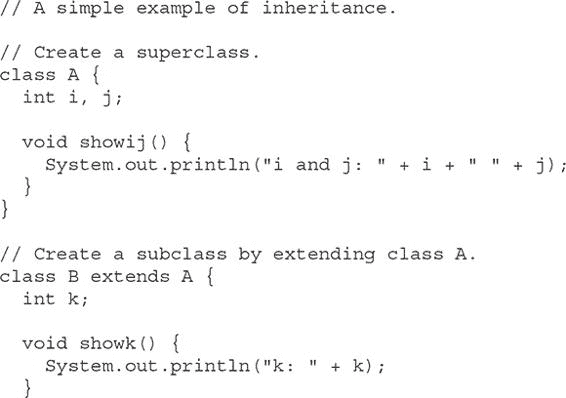 // A simple example of inheritance.

// Create a superclass.
class A {
  int i, j;

  void showij() {
    System.out.println("i and j: " + i + " " + j);
  }
}

// Create a subclass by extending class A.
class B extends A {
  int k;

  void showk() {
    System.out.println("k: " + k);
  }